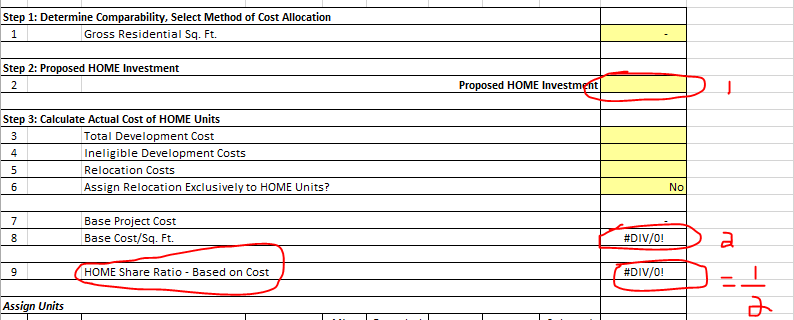 Step 1: Determine Comparability, Select Method of Cost Allocation
1 Gross Residential Sq. Ft. -
Step 2: Proposed HOME Investment
2 Proposed HOME Investment 1
Step 3: Calculate Actual Cost of HOME Units
3 Total Development Cost
4 Ineligible Development Costs
5 Relocation Costs
6 Assign Relocation Exclusively to HOME Units? No
7 Base Project Cost -
8 Base Cost/Sq. Ft. #DIV/0! 2
9 HOME Share Ratio - Based on Cost #DIV/0! = 1
2
Assign Units